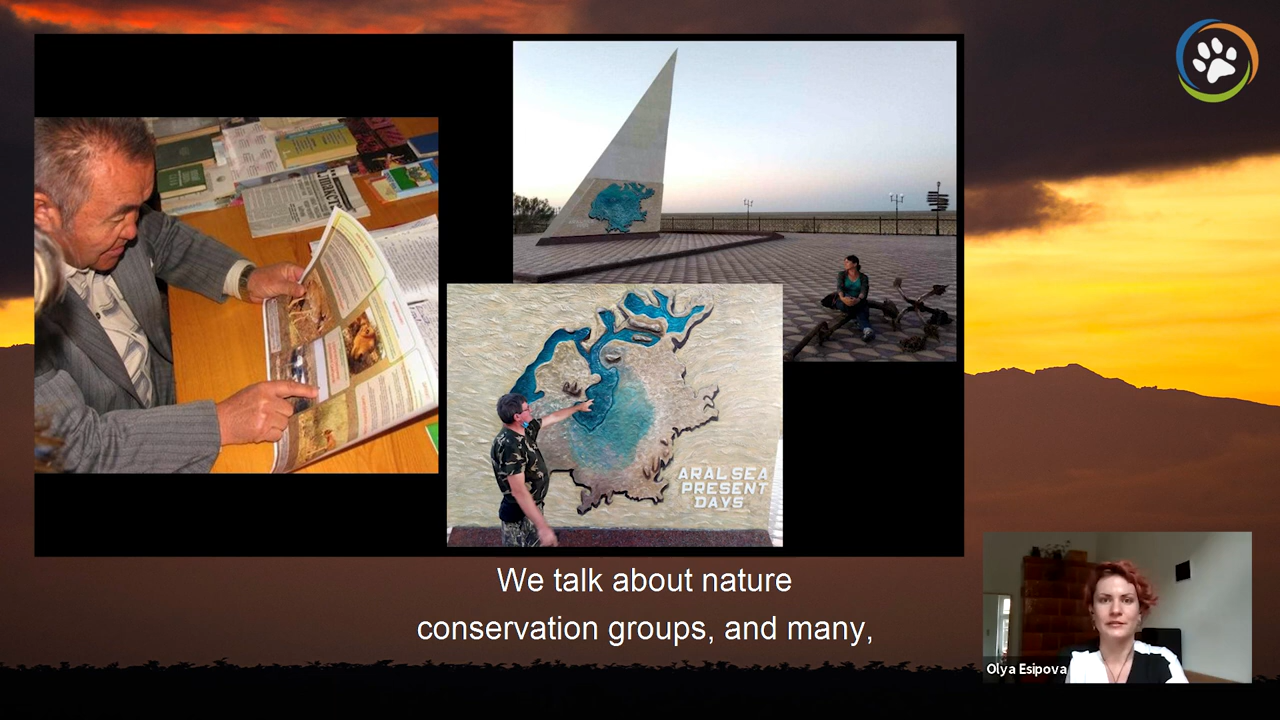 ARAL SEA
PRESENT
DAYS
We talk about nature
conservation groups, and many,
Olya Esipova